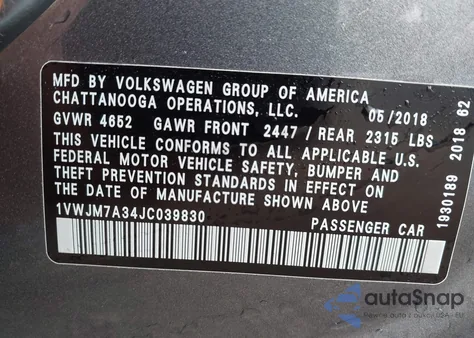 MFD BY VOLKSWAGEN GROUP OF AMERICA
CHATTANOOGA OPERATIONS, LLC. 05/2018
GVWR 4652 GAWR FRONT 2447 / REAR 2315 LBS
THIS VEHICLE CONFORMS TO ALL APPLICABLE U.S.
FEDERAL MOTOR VEHICLE SAFETY, BUMPER AND
THEFT PREVENTION STANDARDS IN EFFECT ON
THE DATE OF MANUFACTURE SHOWN ABOVE
1VWJM7A34JC039830 PASSENGER CAR
1930189 2018 62
autoSnap